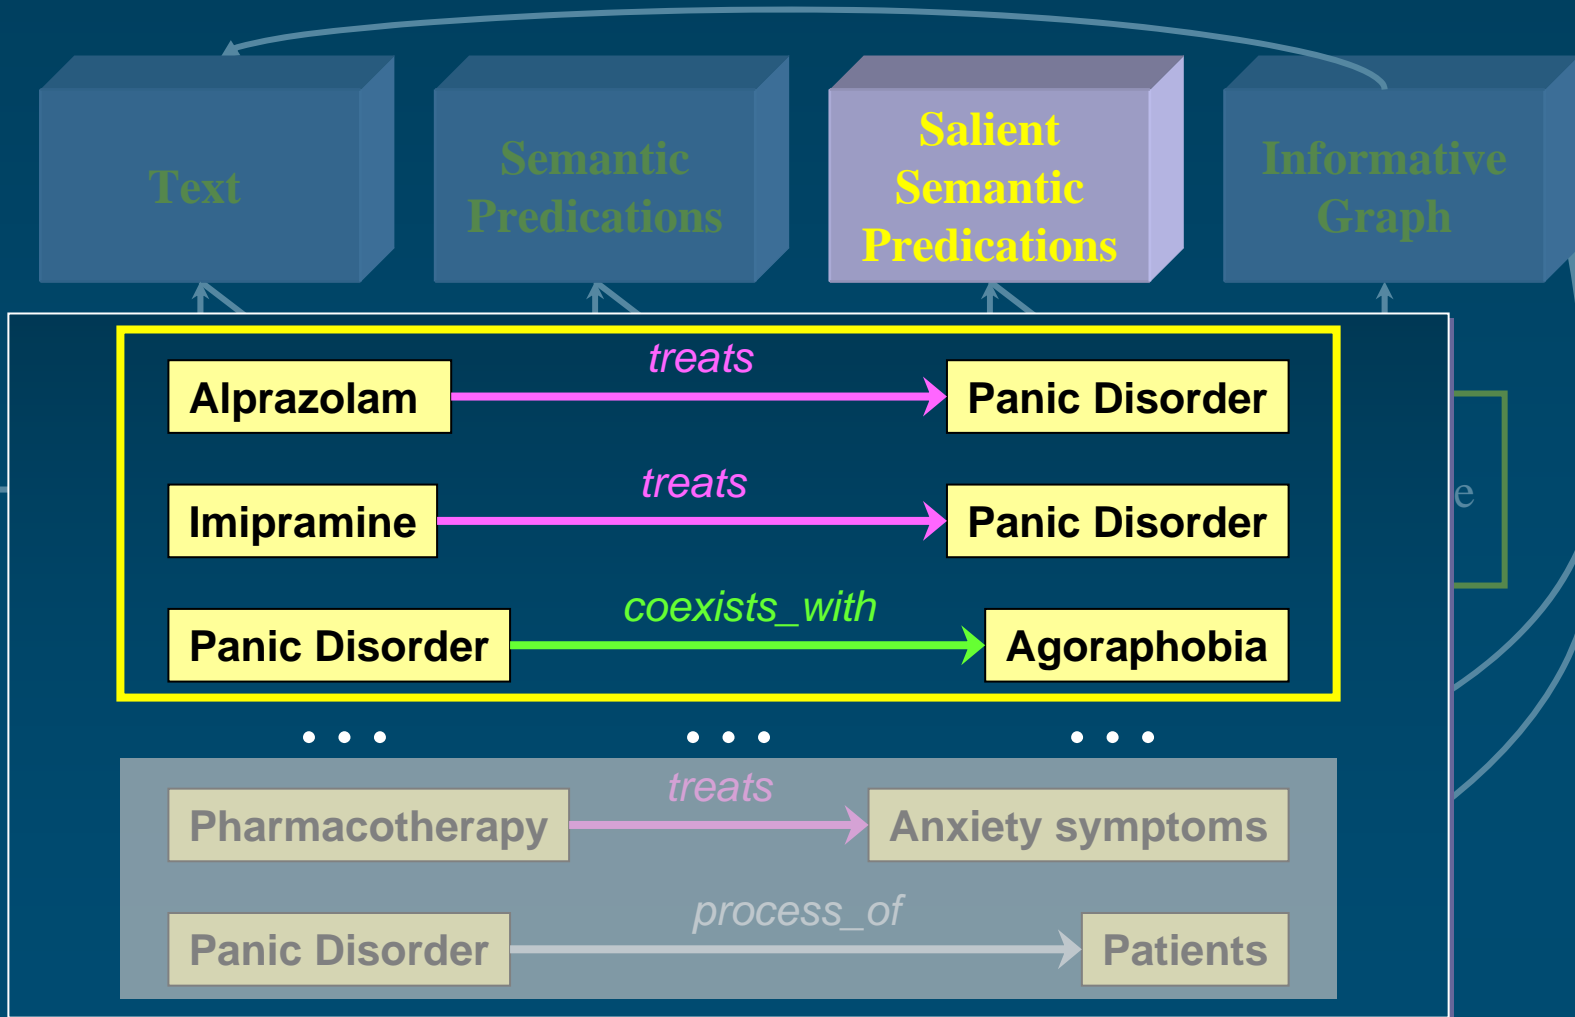 Text
Semantic
Predications
Salient
Semantic
Predications
Informative
Graph
Alprazolam
treats
Panic Disorder
Imipramine
treats
Panic Disorder
Panic Disorder
coexists_with
Agoraphobia
• • •
• • •
• • •
Pharmacotherapy
treats
Anxiety symptoms
Panic Disorder
process_of
Patients